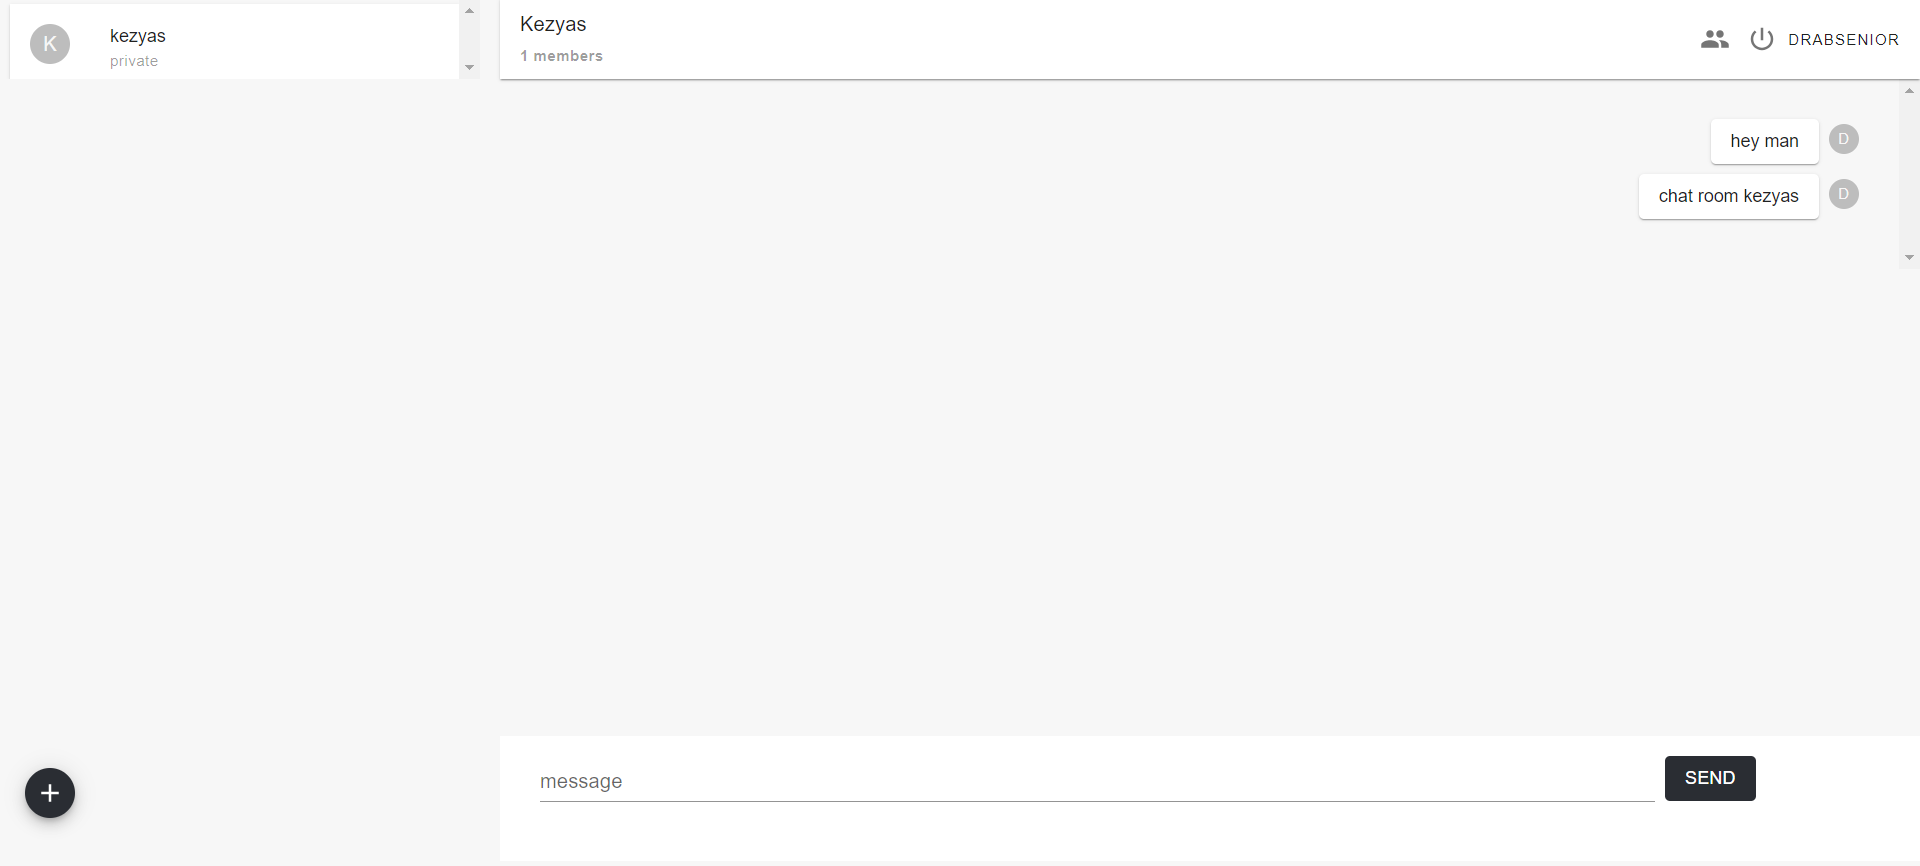 K
kezyas
private
Kezyas
1 members
DRABSENIOR
hey man
D
chat room kezyas
D
message
SEND